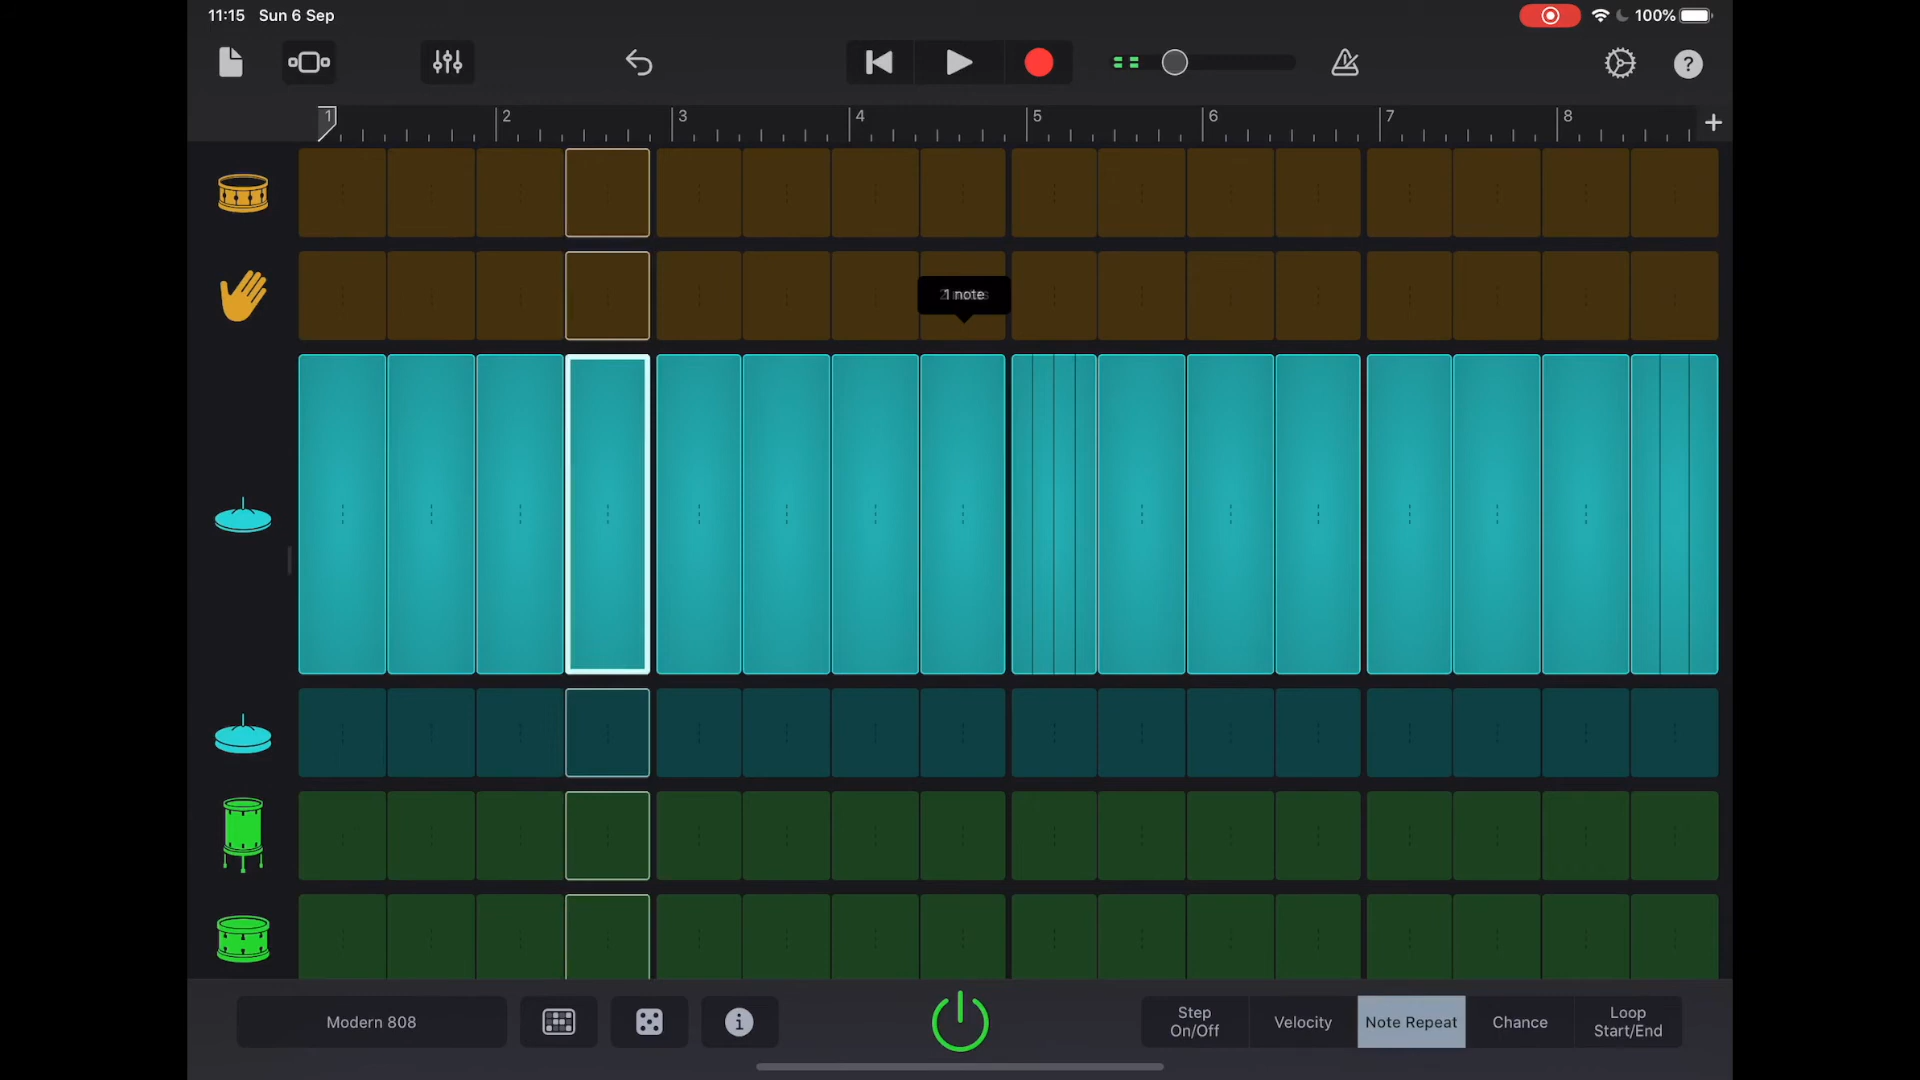 11:15 Sun 6 Sep
100%
?
1 2 3 4 5 6 7 8 +
1 note
Modern 808
i
Step On/Off
Velocity
Note Repeat
Chance
Loop Start/End